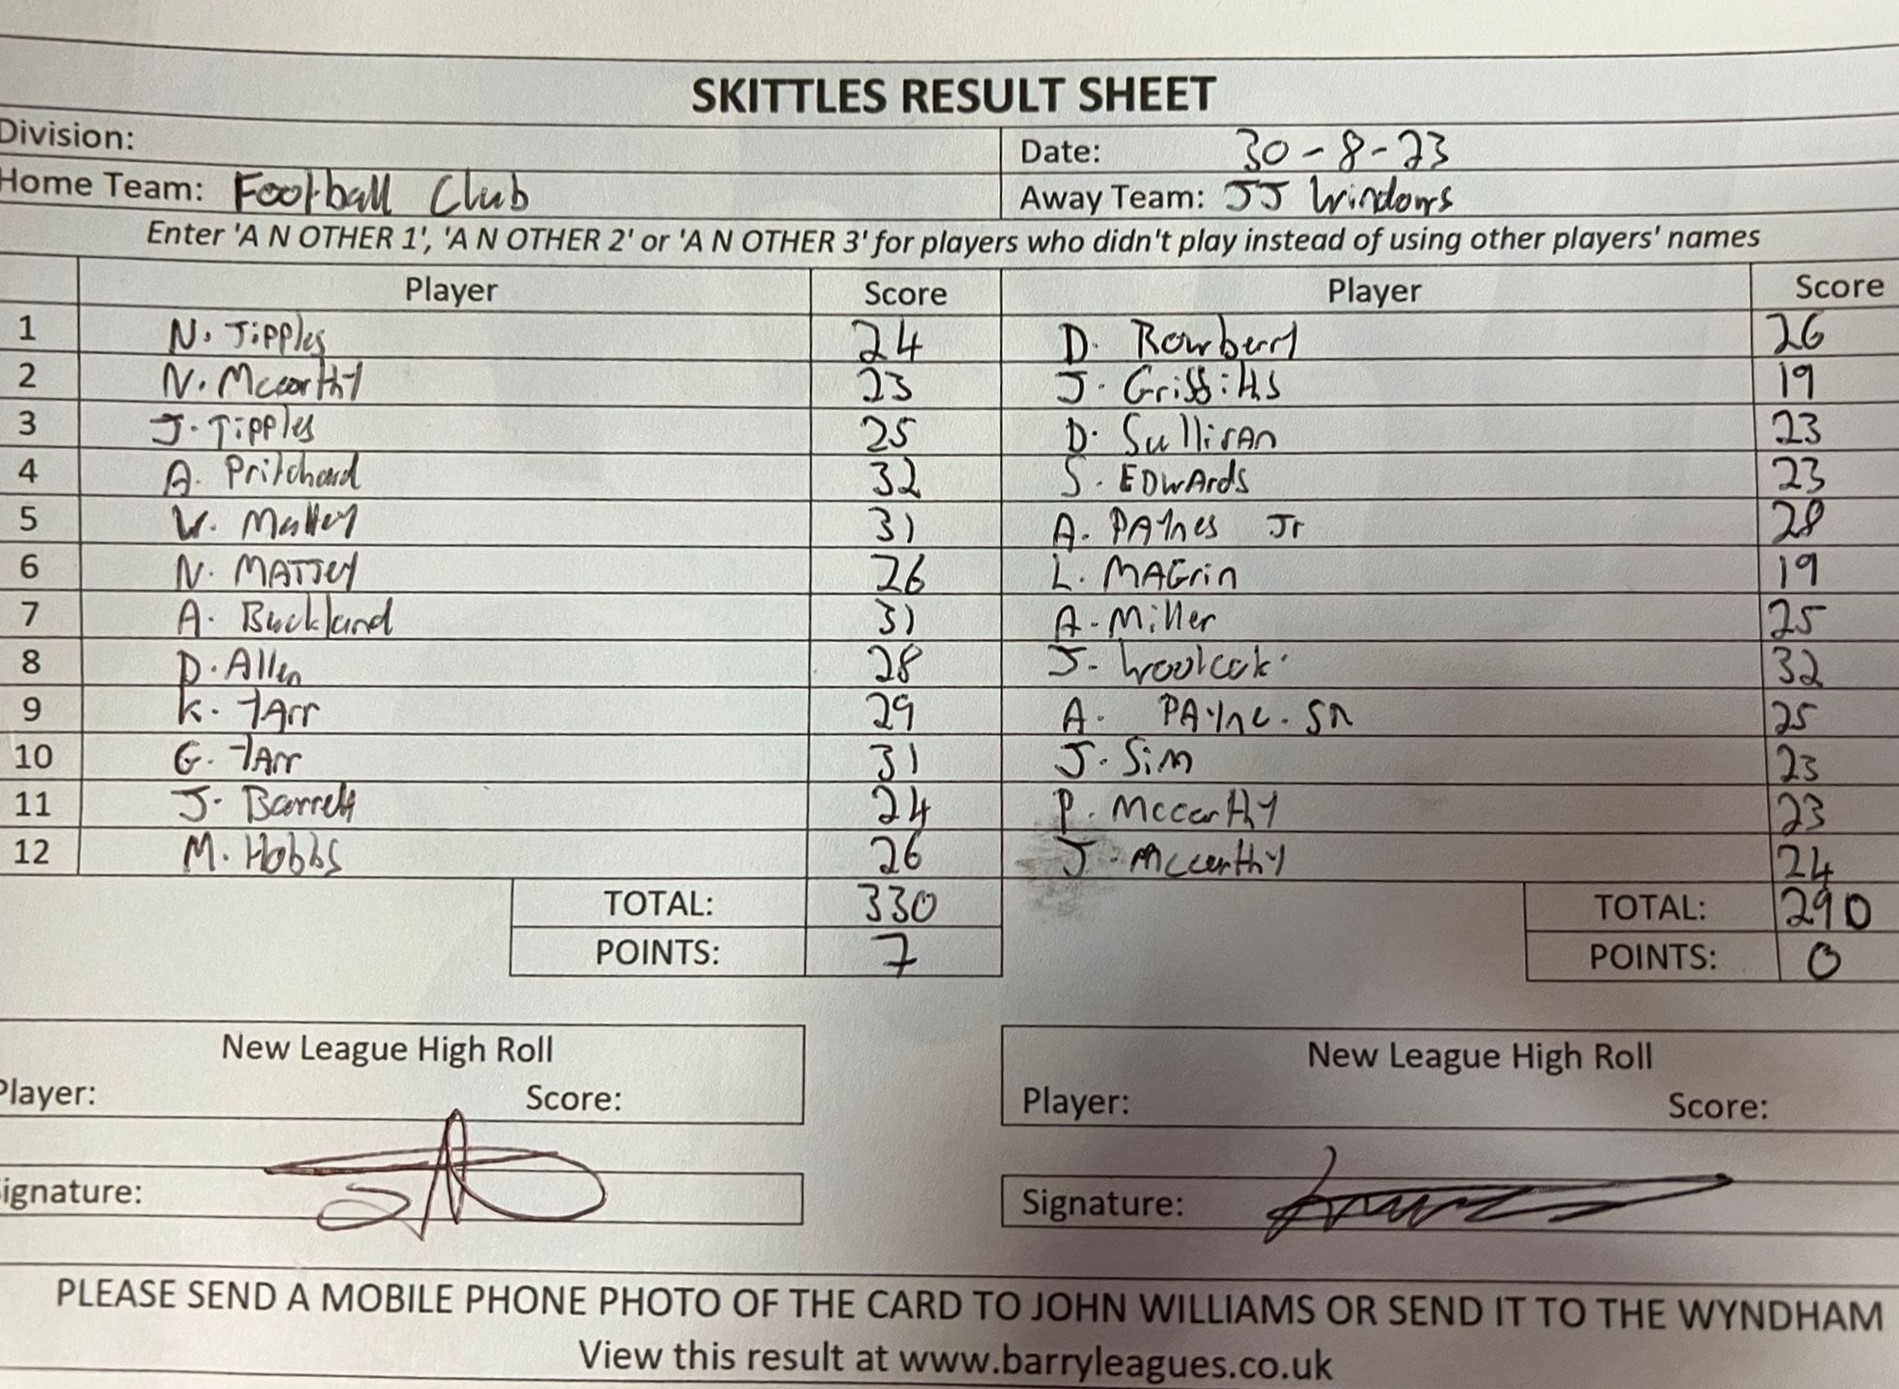 SKITTLES RESULT SHEET
Division: Date: 30-8-23
Home Team: Football Club Away Team: JJ Windows
Enter 'A N OTHER 1', 'A N OTHER 2' or 'A N OTHER 3' for players who didn't play instead of using other players' names
Player Score Player Score
1 N. Tipples 24 D. Rowberry 26
2 N. Mccarthy 23 J. Griffiths 19
3 J. Tipples 25 D. Sullivan 23
4 A. Pritchard 32 S. EDwArds 23
5 W. Mattey 31 A. PAynes Jr 28
6 N. MATTEY 26 L. MAGrin 19
7 A. Buckland 31 A. Miller 25
8 D. Allen 28 J. Woolcok 32
9 K. TArr 29 A. PAyne. SR 25
10 G. TArr 31 J. Sim 23
11 J. Barrett 24 P. Mccarthy 23
12 M. Hobbs 26 J. Mccarthy 24
TOTAL: 330 TOTAL: 290
POINTS: 7 POINTS: 0
New League High Roll New League High Roll
Player: Score: Player: Score:
Signature: Signature:
PLEASE SEND A MOBILE PHONE PHOTO OF THE CARD TO JOHN WILLIAMS OR SEND IT TO THE WYNDHAM
View this result at www.barryleagues.co.uk